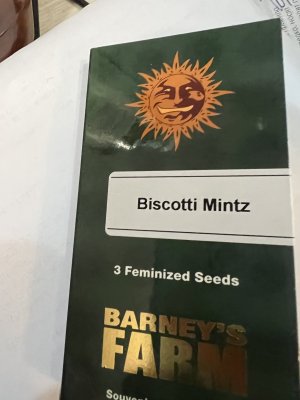 Biscotti Mintz
3 Feminized Seeds
BARNEY'S
FARM